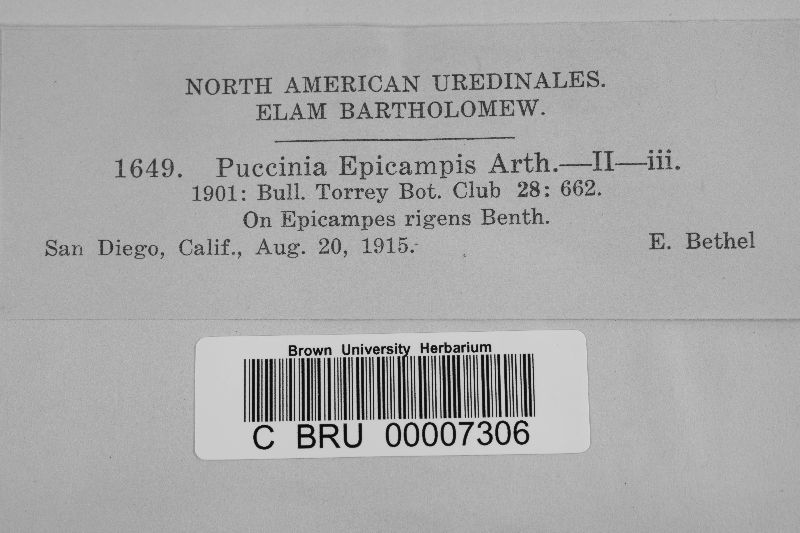 NORTH AMERICAN UREDINALES.
ELAM BARTHOLOMEW.
1649. Puccinia Epicampis Arth.—II—iii.
1901: Bull. Torrey Bot. Club 28: 662.
On Epicampes rigens Benth.
San Diego, Calif., Aug. 20, 1915. E. Bethel
Brown University Herbarium
C BRU 00007306